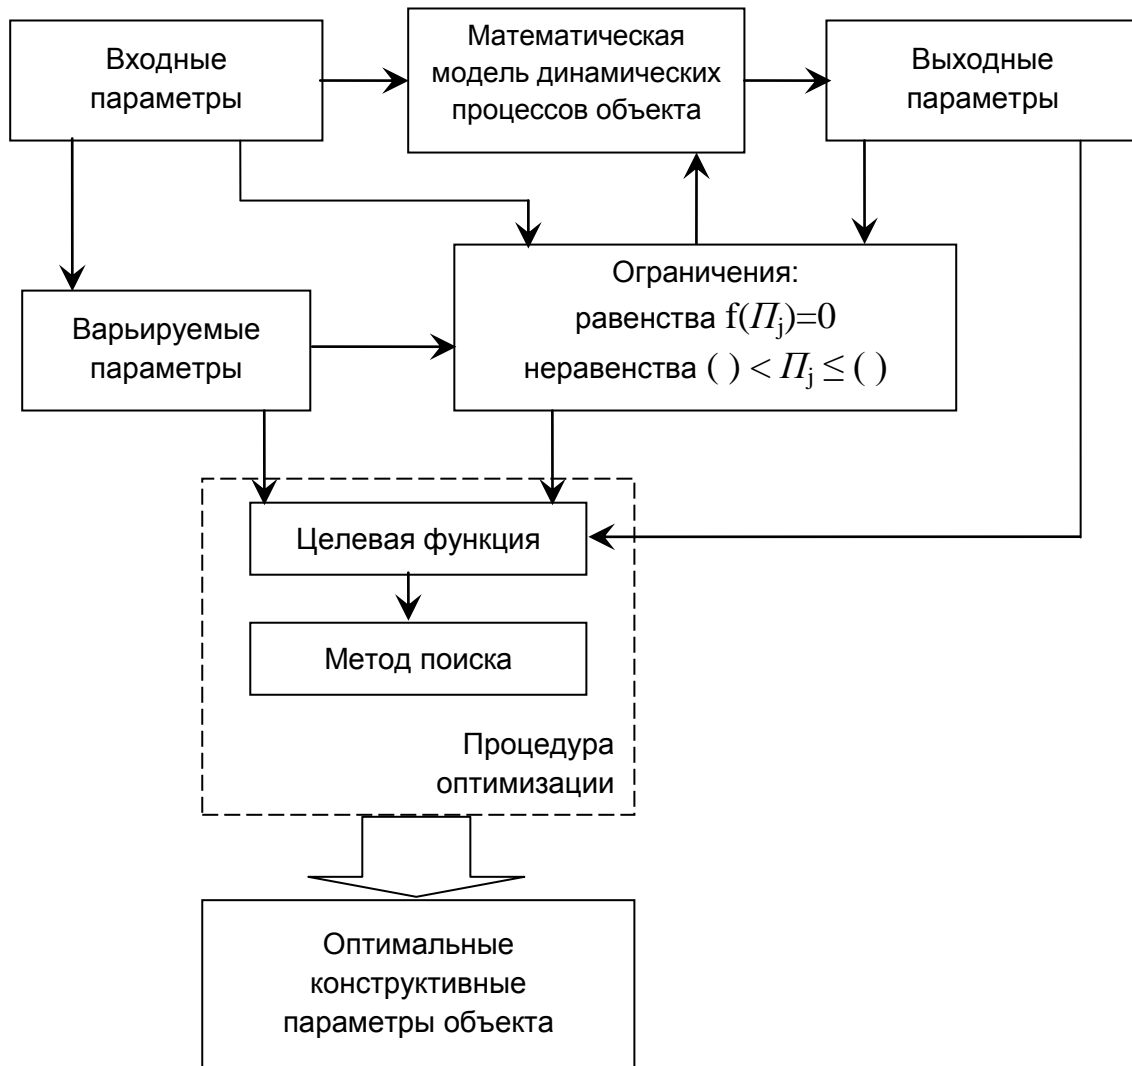 Входные
параметры
Математическая
модель динамических
процессов объекта
Выходные
параметры
Ограничения:
равенства f(Пj)=0
неравенства ( ) < Пj ≤ ( )
Варьируемые
параметры
Целевая функция
Метод поиска
Процедура
оптимизации
Оптимальные
конструктивные
параметры объекта